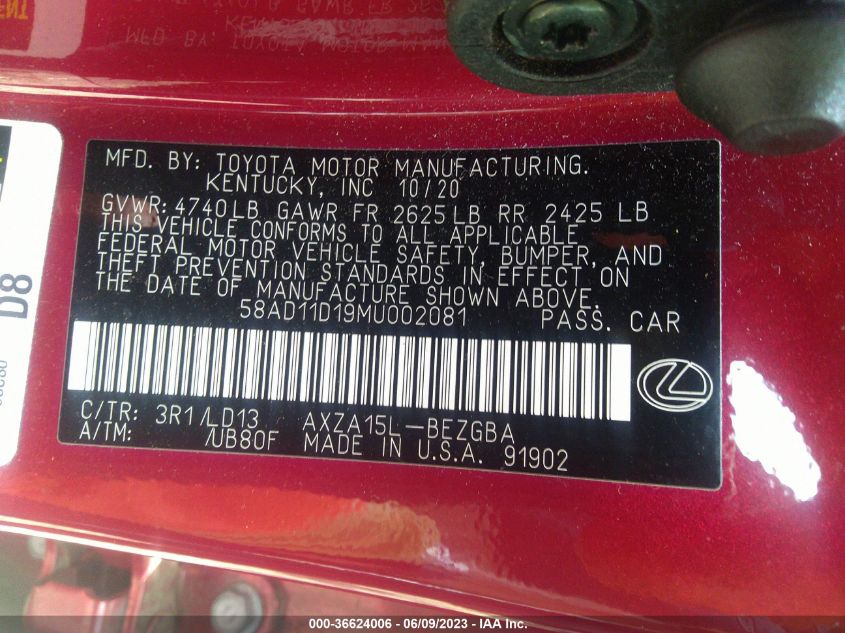 MFD. BY: TOYOTA MOTOR MANUFACTURING.
KENTUCKY, INC 10/20
GVWR: 4740LB GAWR FR 2625 LB RR 2425 LB
THIS VEHICLE CONFORMS TO ALL APPLICABLE
FEDERAL MOTOR VEHICLE SAFETY, BUMPER, AND
THEFT PREVENTION STANDARDS IN EFFECT ON
THE DATE OF MANUFACTURE SHOWN ABOVE.
58AD11D19MU002081 PASS. CAR
C/TR: 3R1/LD13 AXZA15L-BEZGBA
A/TM: /UB80F MADE IN U.S.A. 91902
D8
000-36624006 - 06/09/2023 - IAA Inc.